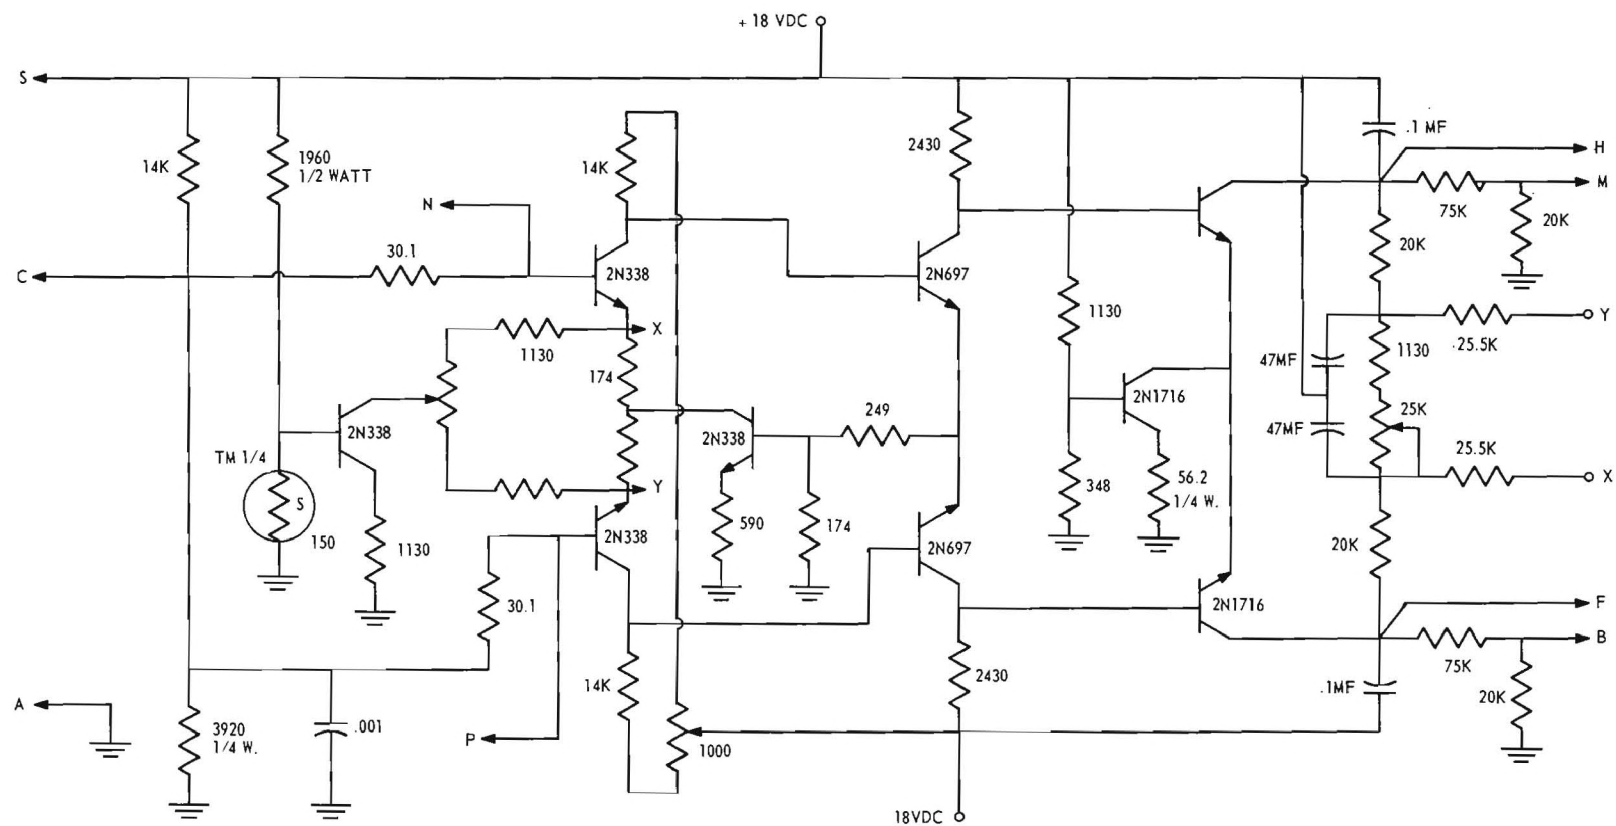 + 18 VDC
S
.1 MF
H
2430
14K
1960
1/2 WATT
14K
M
N
75K
20K
20K
30.1
C
2N338
2N697
1130
X
Y
1130
.25.5K
1130
174
47MF
2N1716
249
25K
2N338
2N338
47MF
TM 1/4
25.5K
S
56.2
1/4 W.
X
Y
348
590
174
150
1130
2N338
2N697
20K
30.1
2N1716
F
B
14K
2430
75K
.1MF
20K
A
3920
1/4 W.
.001
P
1000
18VDC